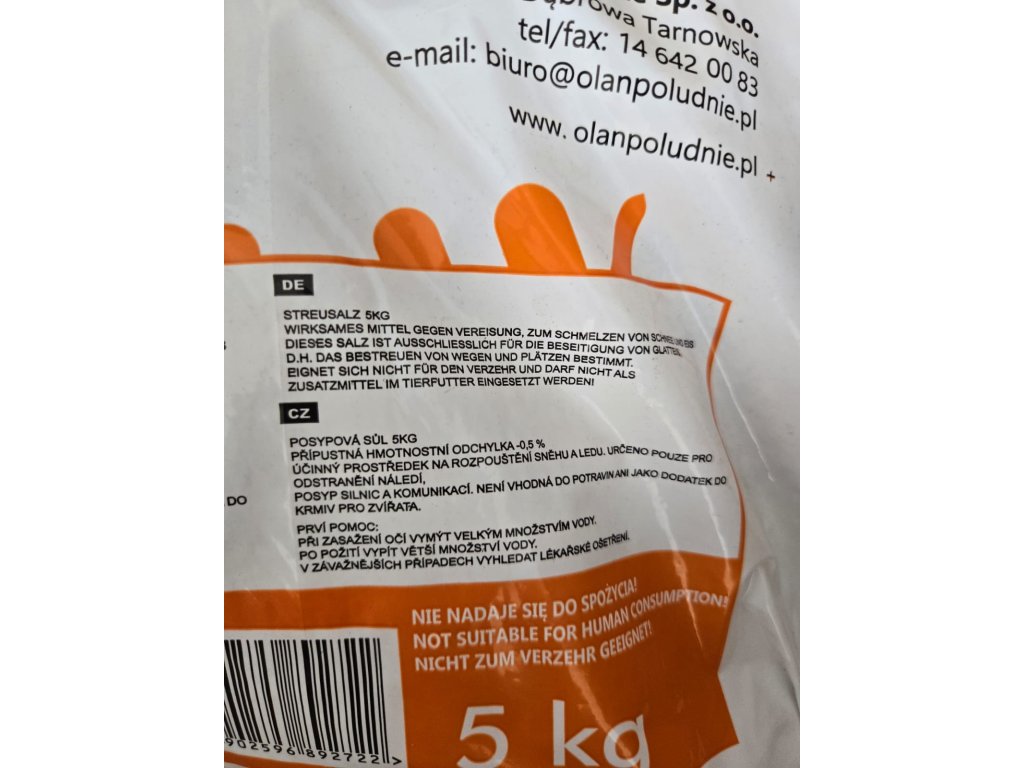 Sp. z o.o.
Dąbrowa Tarnowska
tel/fax: 14 642 00 83
e-mail: biuro@olanpoludnie.pl
www. olanpoludnie.pl
DE
STREUSALZ 5KG
WIRKSAMES MITTEL GEGEN VEREISUNG, ZUM SCHMELZEN VON SCHNEE UND EIS
DIESES SALZ IST AUSSCHLIESSLICH FÜR DIE BESEITIGUNG VON GLATTEIS,
D.H. DAS BESTREUEN VON WEGEN UND PLÄTZEN BESTIMMT.
EIGNET SICH NICHT FÜR DEN VERZEHR UND DARF NICHT ALS
ZUSATZMITTEL IM TIERFUTTER EINGESETZT WERDEN!
CZ
POSYPOVÁ SŮL 5KG
PŘÍPUSTNÁ HMOTNOSTNÍ ODCHYLKA -0,5 %
ÚČINNÝ PROSTŘEDEK NA ROZPOUŠTĚNÍ SNĚHU A LEDU. URČENO POUZE PRO
ODSTRANĚNÍ NÁLEDÍ,
POSYP SILNIC A KOMUNIKACÍ. NENÍ VHODNÁ DO POTRAVIN ANI JAKO DODATEK DO
KRMIV PRO ZVÍŘATA.
DO
PRVÍ POMOC:
PŘI ZASAŽENÍ OČÍ VYMÝT VELKÝM MNOŽSTVÍM VODY.
PO POŽITÍ VYPÍT VĚTŠÍ MNOŽSTVÍ VODY.
V ZÁVAŽNĚJŠÍCH PŘÍPADECH VYHLEDAT LÉKAŘSKÉ OŠETŘENÍ.
NIE NADAJE SIĘ DO SPOŻYCIA!
NOT SUITABLE FOR HUMAN CONSUMPTION!
NICHT ZUM VERZEHR GEEIGNET!
5 kg
902596 892722 >